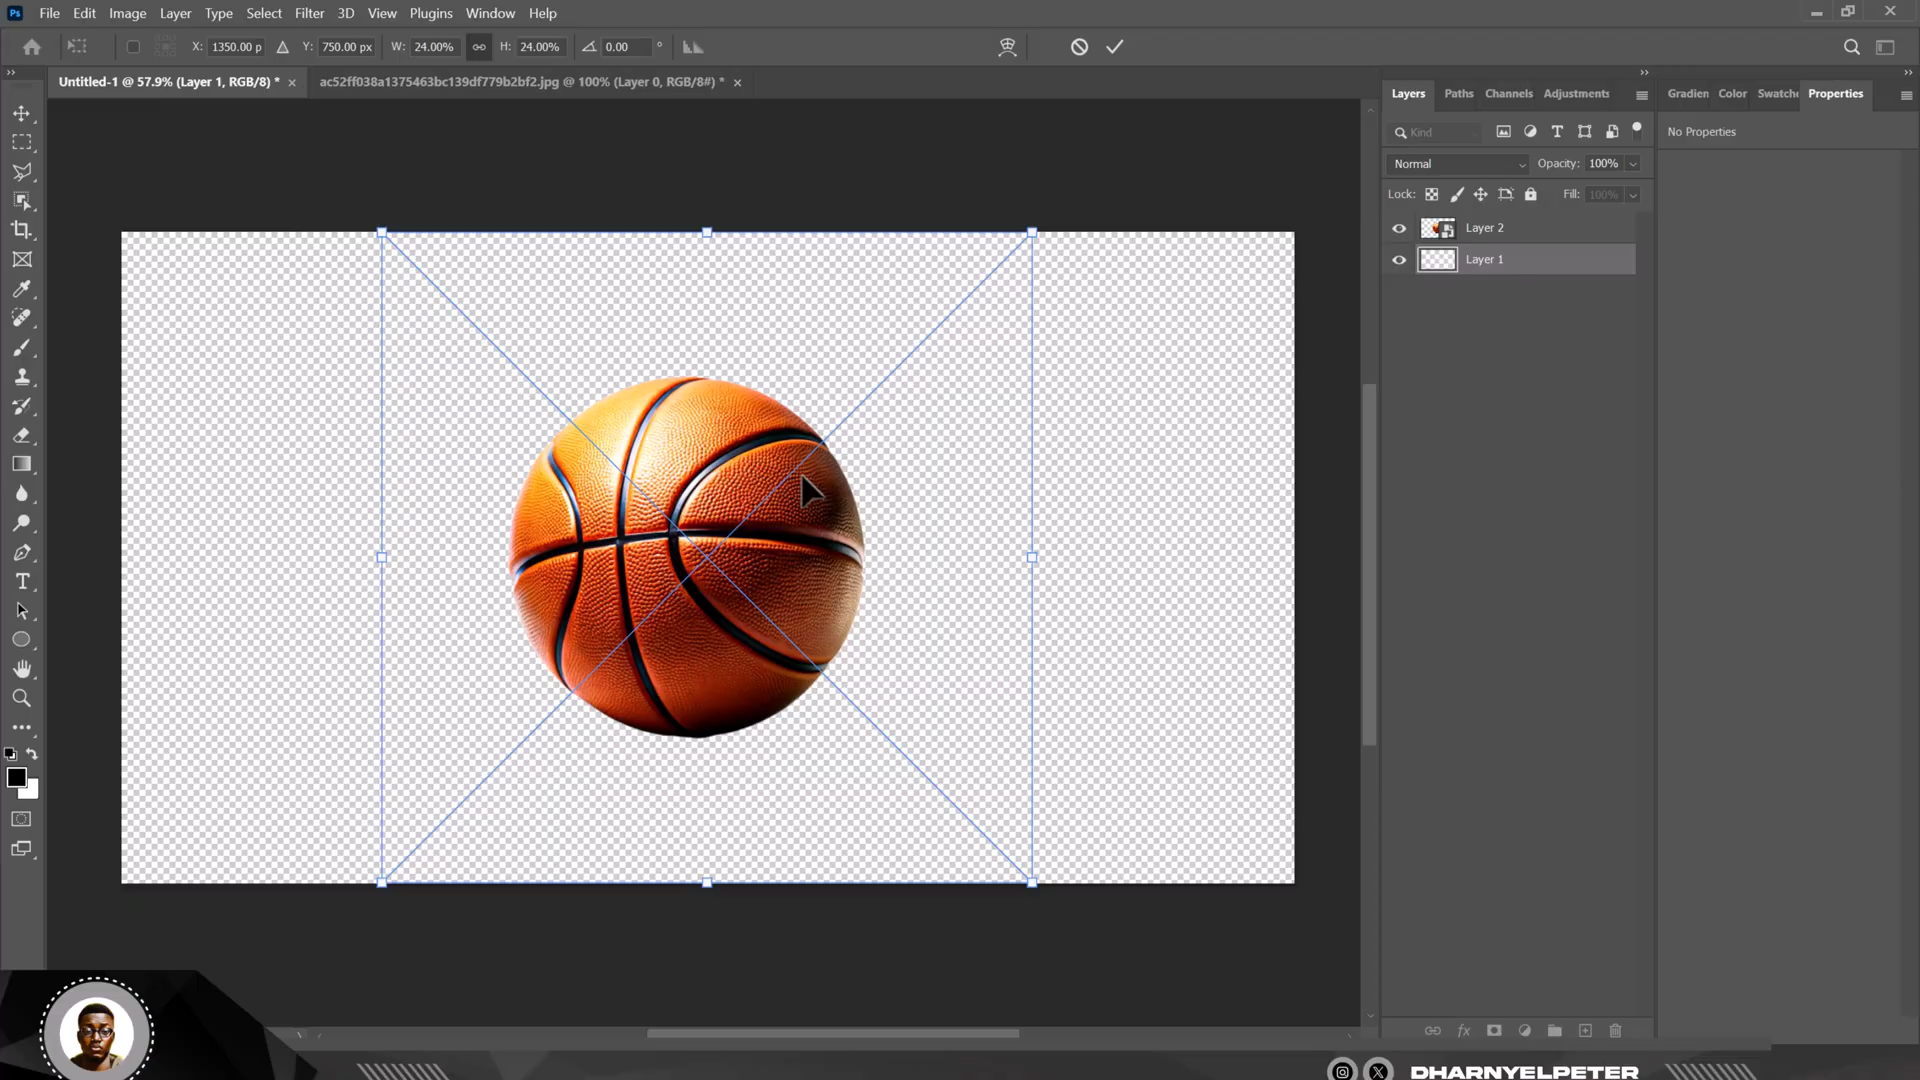 Ps File Edit Image Layer Type Select Filter 3D View Plugins Window Help
X: 1350.00 p Y: 750.00 px W: 24.00% H: 24.00% 0.00 °
Untitled-1 @ 57.9% (Layer 1, RGB/8) * × ac52ff038a1375463bc139df779b2bf2.jpg @ 100% (Layer 0, RGB/8#) * ×
Layers Paths Channels Adjustments Gradien Color Swatche Properties
Kind
No Properties
Normal Opacity: 100%
Lock: Fill: 100%
Layer 2
Layer 1
fx
DHARNYELPETER